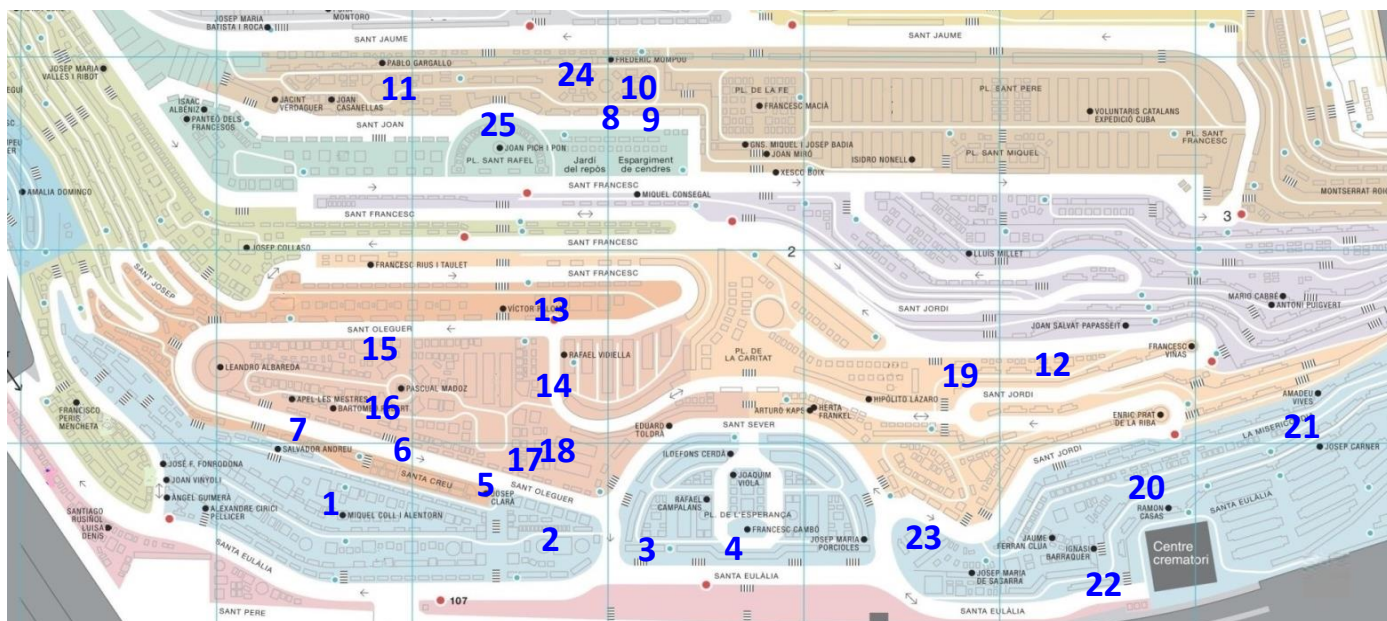 JOSEP MARIA
BATISTA I ROCA
MONTORO
SANT JAUME
SANT JAUME
JOSEP MARIA
VALLÈS I RIBOT
PABLO GARGALLO
FREDERIC MOMPOU
24
10
11
ISAAC
ALBÉNIZ
JACINT
VERDAGUER
JOAN
CASANELLAS
PANTEÓ DELS
FRANCESOS
SANT JOAN
25
8
9
PL. DE LA FE
FRANCESC MACIÀ
PL. SANT PERE
VOLUNTARIS CATALANS
EXPEDICIÓ CUBA
PL. SANT
FRANCESC
JOAN PICH I PON
PL. SANT RAFEL
Jardí
del repòs
Espargiment
de cendres
GNS. MIQUEL I JOSEP BADIA
JOAN MIRÓ
ISIDRO NONELL
PL. SANT MIQUEL
XESCO BOIX
AMALIA DOMINGO
SANT FRANCESC
MIQUEL CONSEGAL
MONTSERRAT ROIG
SANT FRANCESC
3
SANT FRANCESC
JOSEP COLLASO
2
LLUÍS MILLET
FRANCESC RIUS I TAULET
SANT FRANCESC
SANT JOSEP
13
SANT JORDI
MARIO CABRÉ
ANTONI PUIGVERT
SANT OLEGUER
JOAN SALVAT PAPASSEIT
15
RAFAEL VIDIELLA
PL. DE
LA CARITAT
FRANCESC
VIÑAS
LEANDRO ALBAREDA
19
12
14
PASCUAL MADOZ
APEL·LES MESTRES
16
FRANCISCO
PERIS
MENCHETA
HIPÓLITO LÁZARO
SANT JORDI
AMADEU
VIVES
ARTURO KAPS
HERTA
FRANKEL
ENRIC PRAT
DE LA RIBA
LA MISERICÒRDIA
21
7
EDUARD
TOLDRÀ
SANT SEVER
SALVADOR ANDREU
6
18
17
ILDEFONS CERDÀ
SANT JORDI
JOSEP CARNER
JOSÉ F. FONRODONA
JOAN VINYOLI
SANTA CREU
5
JOSEP
CLARÀ
SANT OLEGUER
JOAQUIM
VIOLA
20
ÀNGEL GUIMERÀ
ALEXANDRE CIRICI
PELLICER
1
MIQUEL COLL I ALENTORN
RAFAEL
CAMPALANS
PL. DE L'ESPERANÇA
RAMON
CASAS
SANTA EULÀLIA
SANTIAGO
RUSIÑOL
LUISA
DENIS
2
3
4
FRANCESC CAMBÓ
JOSEP MARIA
PORCIOLES
23
JAUME
FERRAN CLUA
IGNASI
BARRAQUER
Centre
crematori
SANTA EULÀLIA
SANTA EULÀLIA
JOSEP MARIA
DE SAGARRA
22
107
SANT PERE
SANTA EULÀLIA